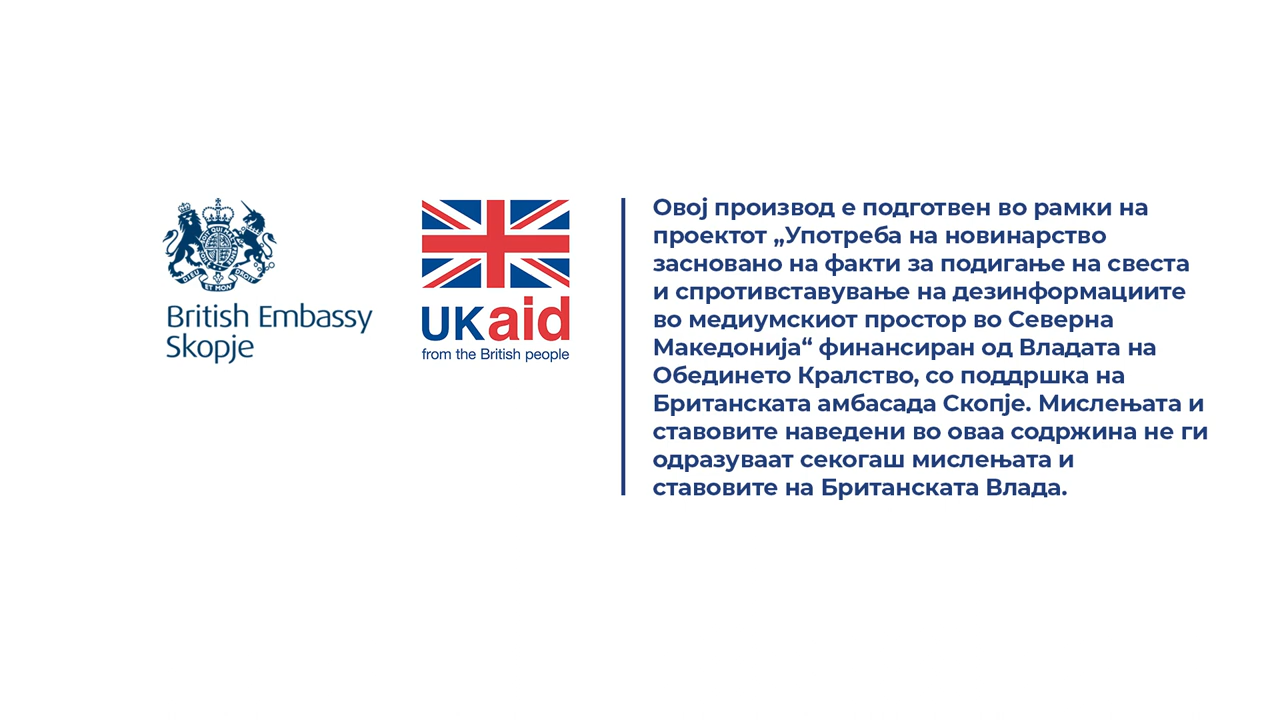 British Embassy
Skopje
UKaid
from the British people
Овој производ е подготвен во рамки на
проектот „Употреба на новинарство
засновано на факти за подигање на свеста
и спротивставување на дезинформациите
во медиумскиот простор во Северна
Македонија“ финансиран од Владата на
Обединето Кралство, со поддршка на
Британската амбасада Скопје. Мислењата и
ставовите наведени во оваа содржина не ги
одразуваат секогаш мислењата и
ставовите на Британската Влада.